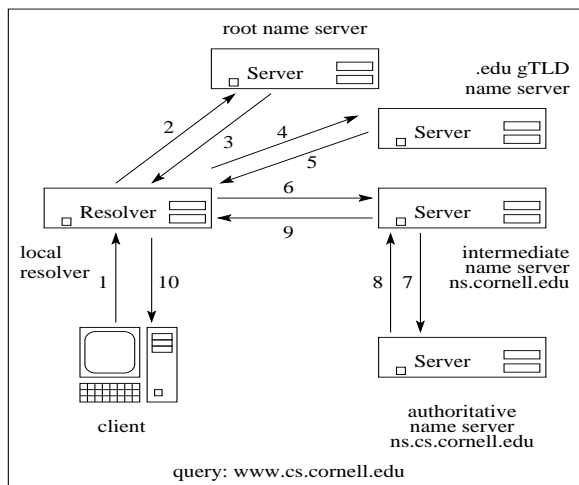 root name server
Server
.edu gTLD
name server
2
3
4
5
Server
Resolver
6
9
Server
local
resolver
1
10
8
7
intermediate
name server
ns.cornell.edu
Server
client
authoritative
name server
ns.cs.cornell.edu
query: www.cs.cornell.edu